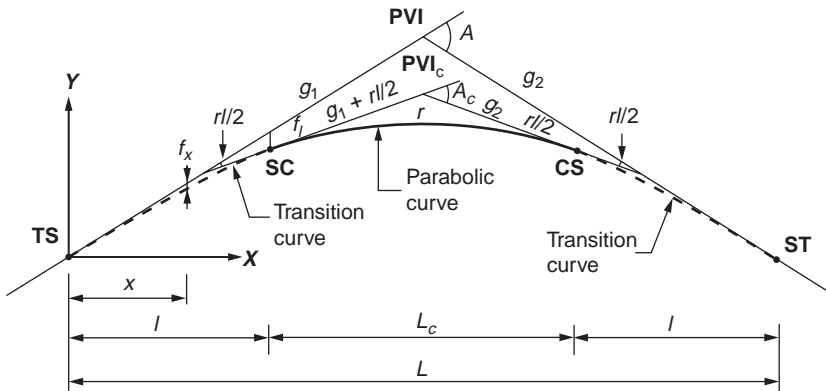 PVI
A
PVI_c
Y
g_1
g_2
g_1 + rl/2
A_c
g_2
rl/2
rl/2
rl/2
f_l
r
f_x
SC
CS
Parabolic
curve
Transition
curve
Transition
curve
TS
X
ST
x
l
L_c
l
L